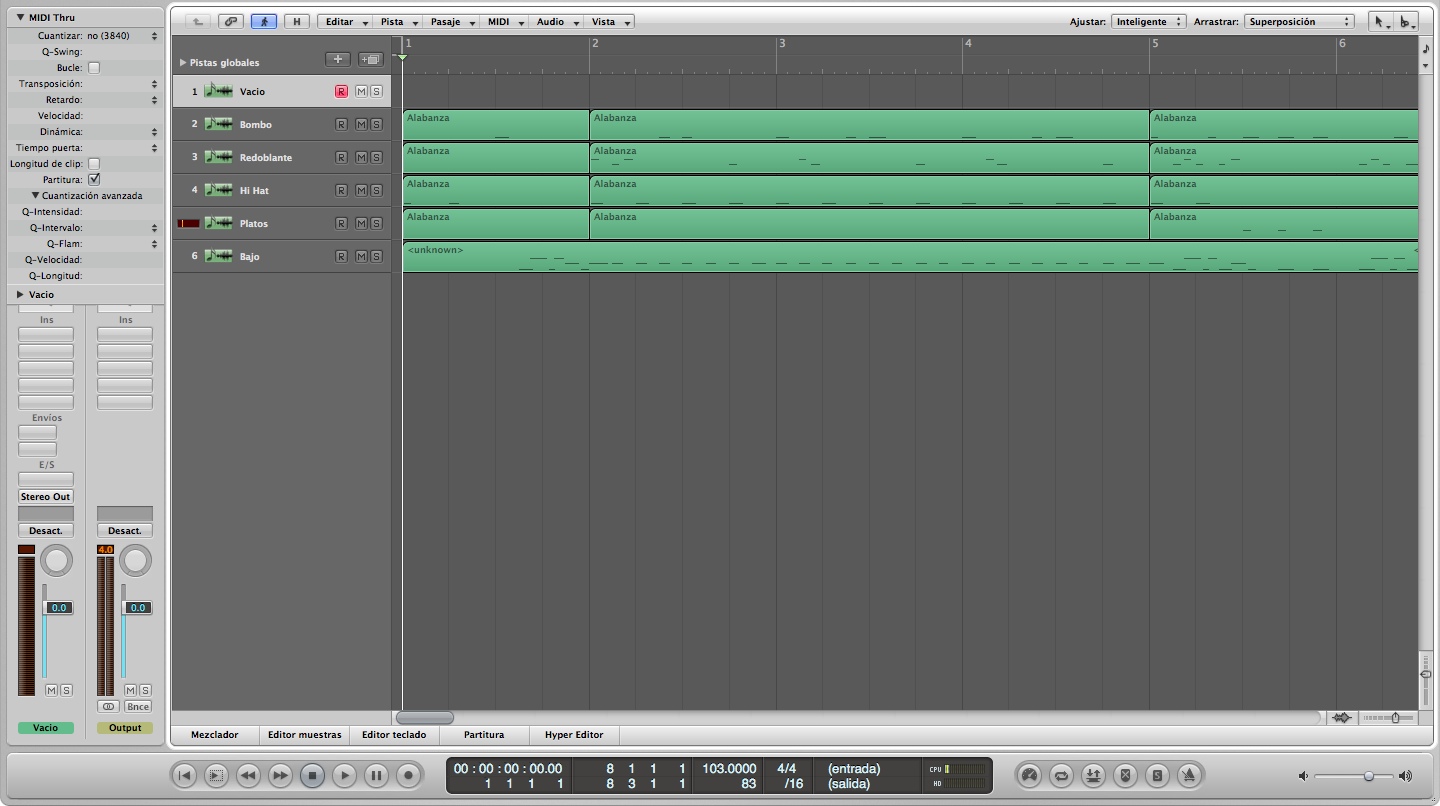 MIDI Thru
Cuantizar: no (3840)
Q-Swing:
Bucle:
Transposición:
Retardo:
Velocidad:
Dinámica:
Tiempo puerta:
Longitud de clip:
Partitura:
Cuantización avanzada
Q-Intensidad:
Q-Intervalo:
Q-Flam:
Q-Velocidad:
Q-Longitud:
Vacio
Ins Ins
Envíos
E/S
Stereo Out
Desact. Desact.
4.0
0.0 0.0
M S M S
Bnce
Vacio Output
H Editar Pista Pasaje MIDI Audio Vista Ajustar: Inteligente Arrastrar: Superposición
Pistas globales
1 2 3 4 5 6
1 Vacio R M S
2 Bombo R M S Alabanza Alabanza Alabanza
3 Redoblante R M S Alabanza Alabanza Alabanza
4 Hi Hat R M S Alabanza Alabanza Alabanza
Platos R M S Alabanza Alabanza Alabanza
6 Bajo R M S <unknown> <
Mezclador Editor muestras Editor teclado Partitura Hyper Editor
00 : 00 : 00 : 00.00 8 1 1 1 103.0000 4/4 (entrada) CPU
1 1 1 1 8 3 1 1 83 /16 (salida) HD
S